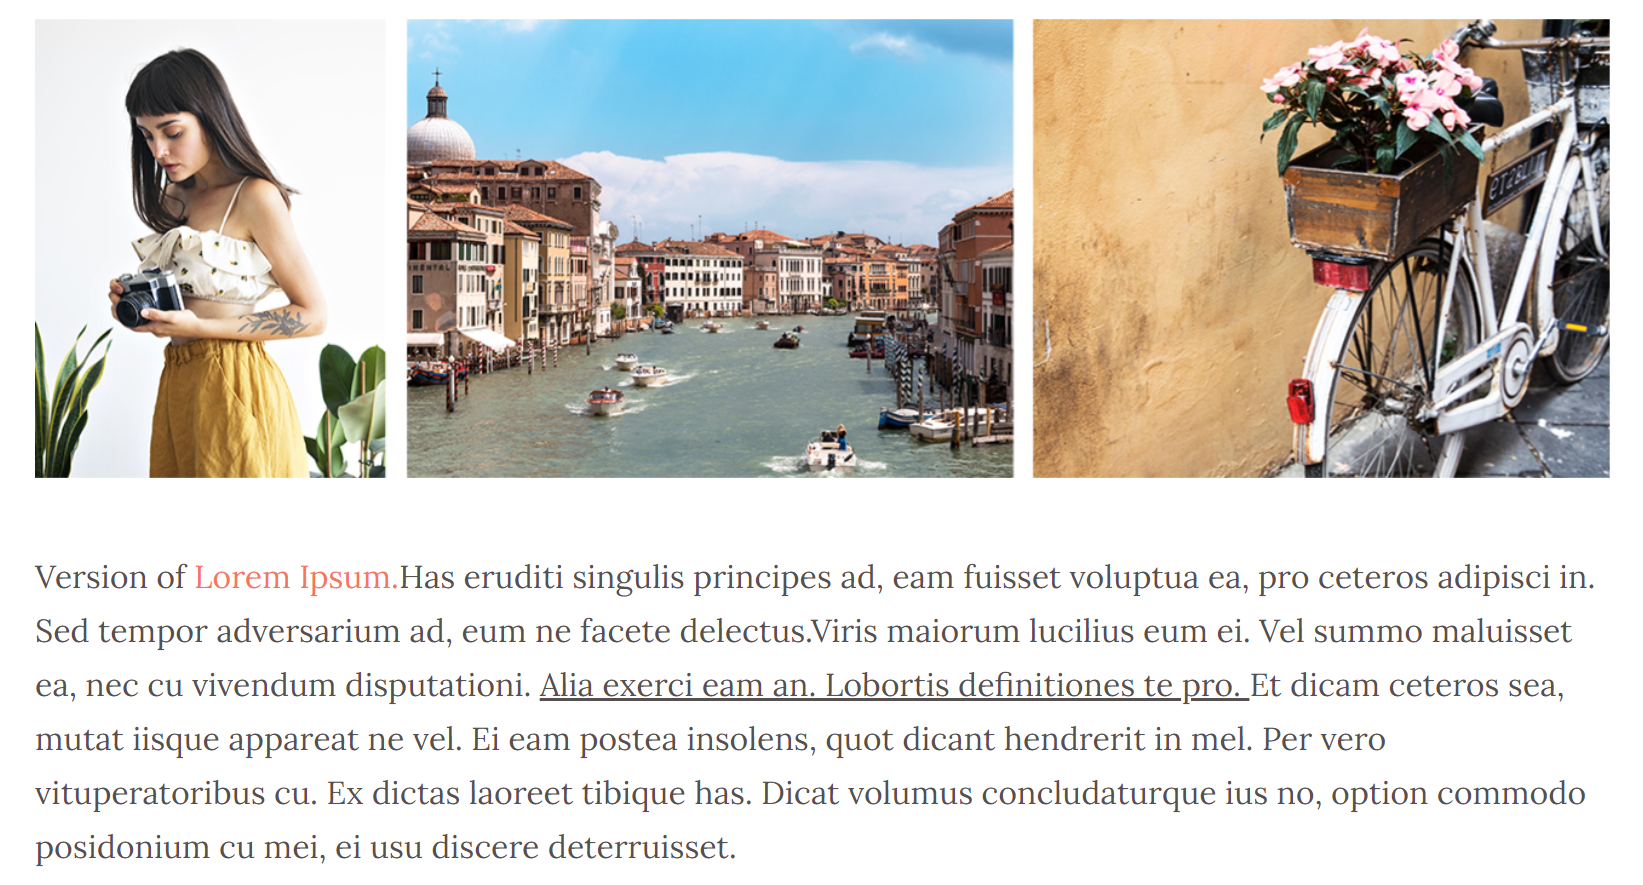 Version of Lorem Ipsum.Has eruditi singulis principes ad, eam fuisset voluptua ea, pro ceteros adipisci in.
Sed tempor adversarium ad, eum ne facete delectus.Viris maiorum lucilius eum ei. Vel summo maluisset
ea, nec cu vivendum disputationi. Alia exerci eam an. Lobortis definitiones te pro. Et dicam ceteros sea,
mutat iisque appareat ne vel. Ei eam postea insolens, quot dicant hendrerit in mel. Per vero
vituperatoribus cu. Ex dictas laoreet tibique has. Dicat volumus concludaturque ius no, option commodo
posidonium cu mei, ei usu discere deterruisset.